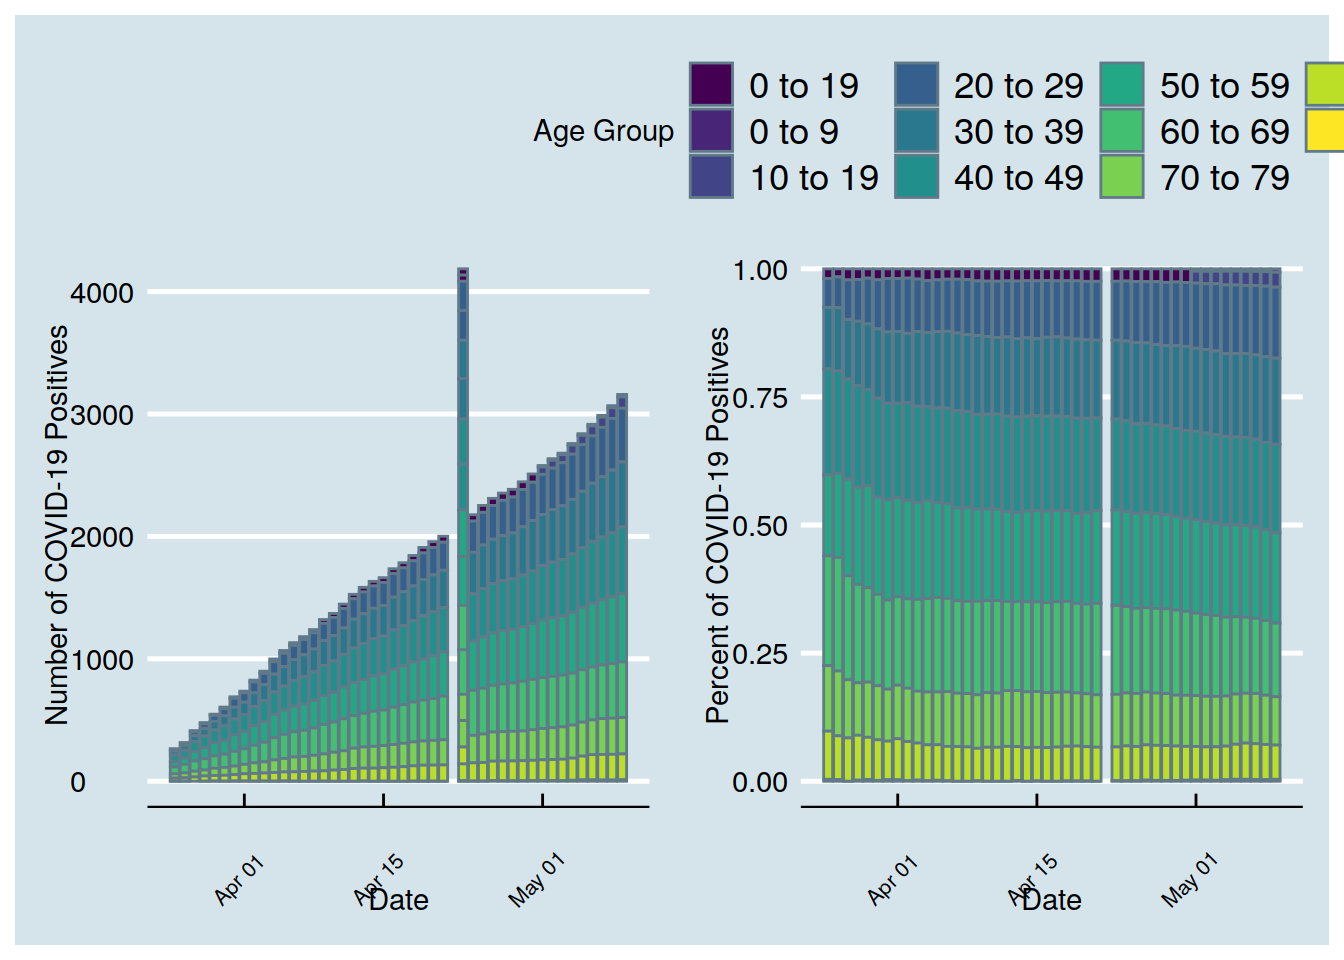 0 to 19 20 to 29 50 to 59
Age Group 0 to 9 30 to 39 60 to 69
10 to 19 40 to 49 70 to 79
Number of COVID-19 Positives
4000
3000
2000
1000
0
Apr 01 Apr 15 May 01
Date
Percent of COVID-19 Positives
1.00
0.75
0.50
0.25
0.00
Apr 01 Apr 15 May 01
Date